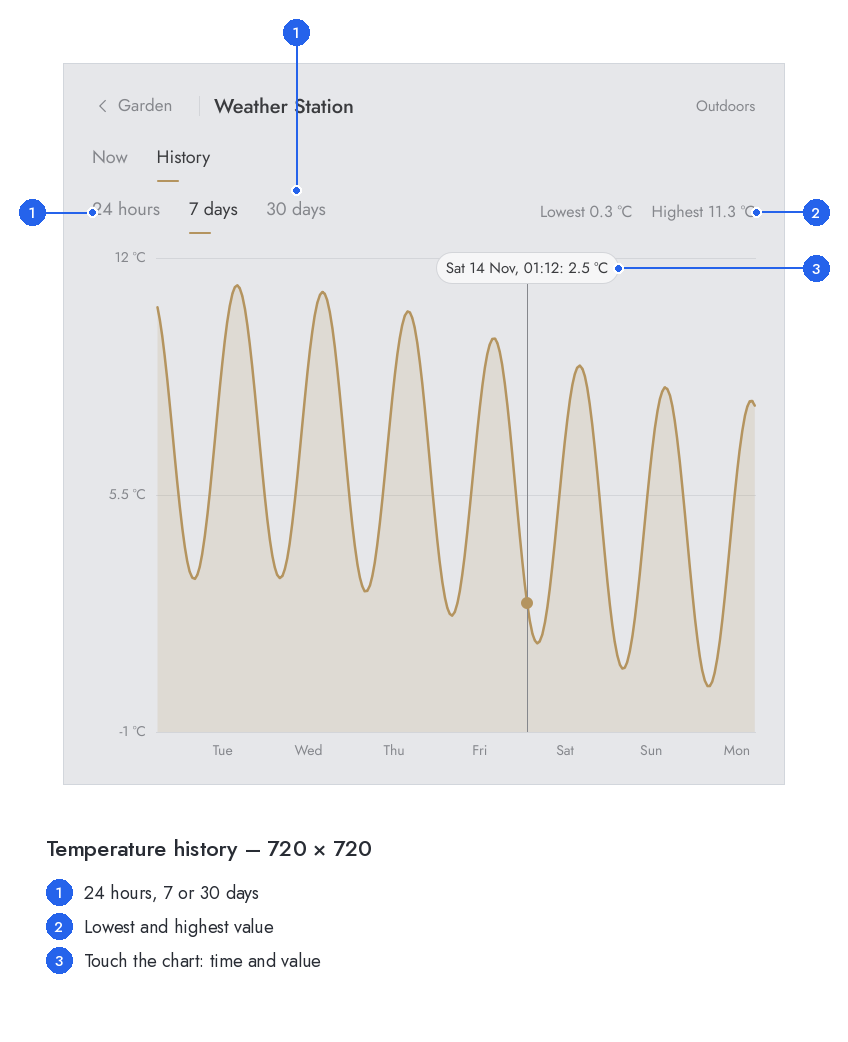 1
Garden
Weather Station
Outdoors
Now
History
1
24 hours
7 days
30 days
Lowest 0.3 °C
Highest 11.3 °C
2
12 °C
Sat 14 Nov, 01:12: 2.5 °C
3
5.5 °C
-1 °C
Tue
Wed
Thu
Fri
Sat
Sun
Mon
Temperature history — 720 × 720
1 24 hours, 7 or 30 days
2 Lowest and highest value
3 Touch the chart: time and value